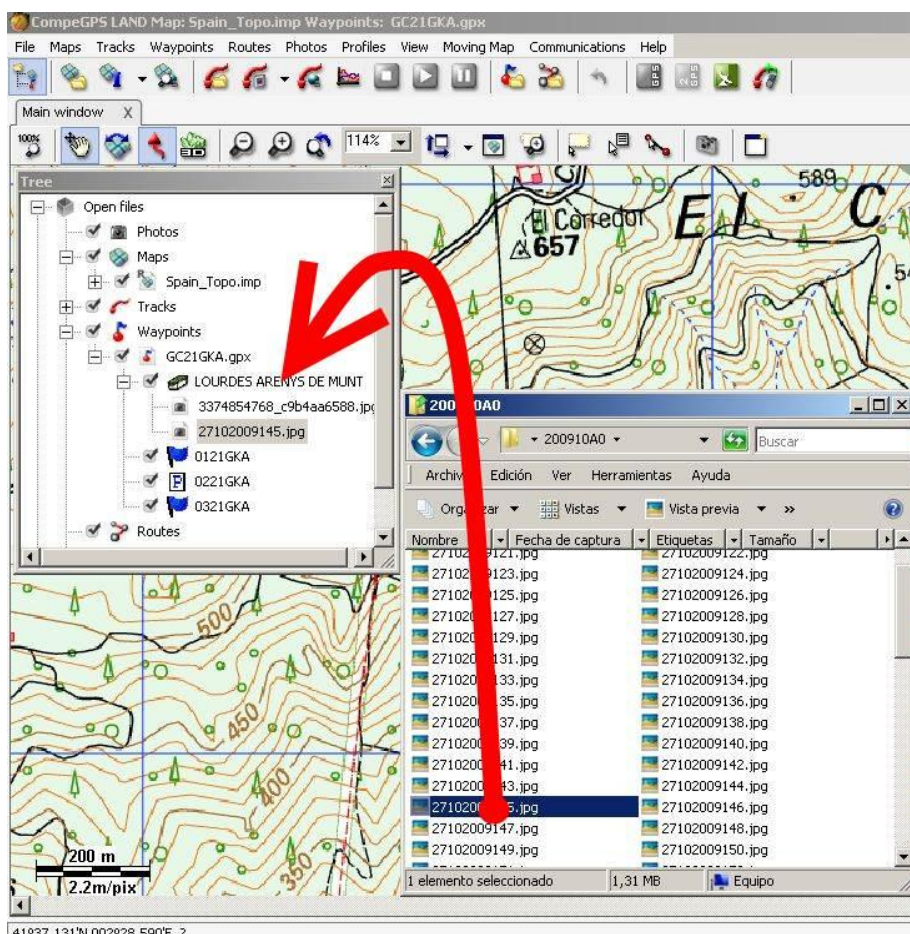 CompeGPS LAND Map: Spain_Topo.imp Waypoints: GC21GKA.gpx
File Maps Tracks Waypoints Routes Photos Profiles View Moving Map Communications Help
Main window X
100%
114%
Tree
Open files
Photos
Maps
Spain_Topo.imp
Tracks
Waypoints
GC21GKA.gpx
LOURDES ARENYS DE MUNT
3374854768_c9b4aa6588.jpg
27102009145.jpg
0121GKA
P 0221GKA
0321GKA
Routes
El Corredor
657
589
El C
500
450
400
350
200 m
2.2m/pix
200910A0
200910A0
Buscar
Edición Ver Herramientas Ayuda
Vistas Vista previa »
Nombre Fecha de captura Etiquetas Tamaño
27102009122.jpg
27102009124.jpg
27102009126.jpg
27102009128.jpg
27102009130.jpg
27102009132.jpg
27102009134.jpg
27102009136.jpg
27102009138.jpg
27102009140.jpg
27102009142.jpg
27102009144.jpg
27102009146.jpg
27102009147.jpg 27102009148.jpg
27102009149.jpg 27102009150.jpg
1 elemento seleccionado 1,31 MB Equipo